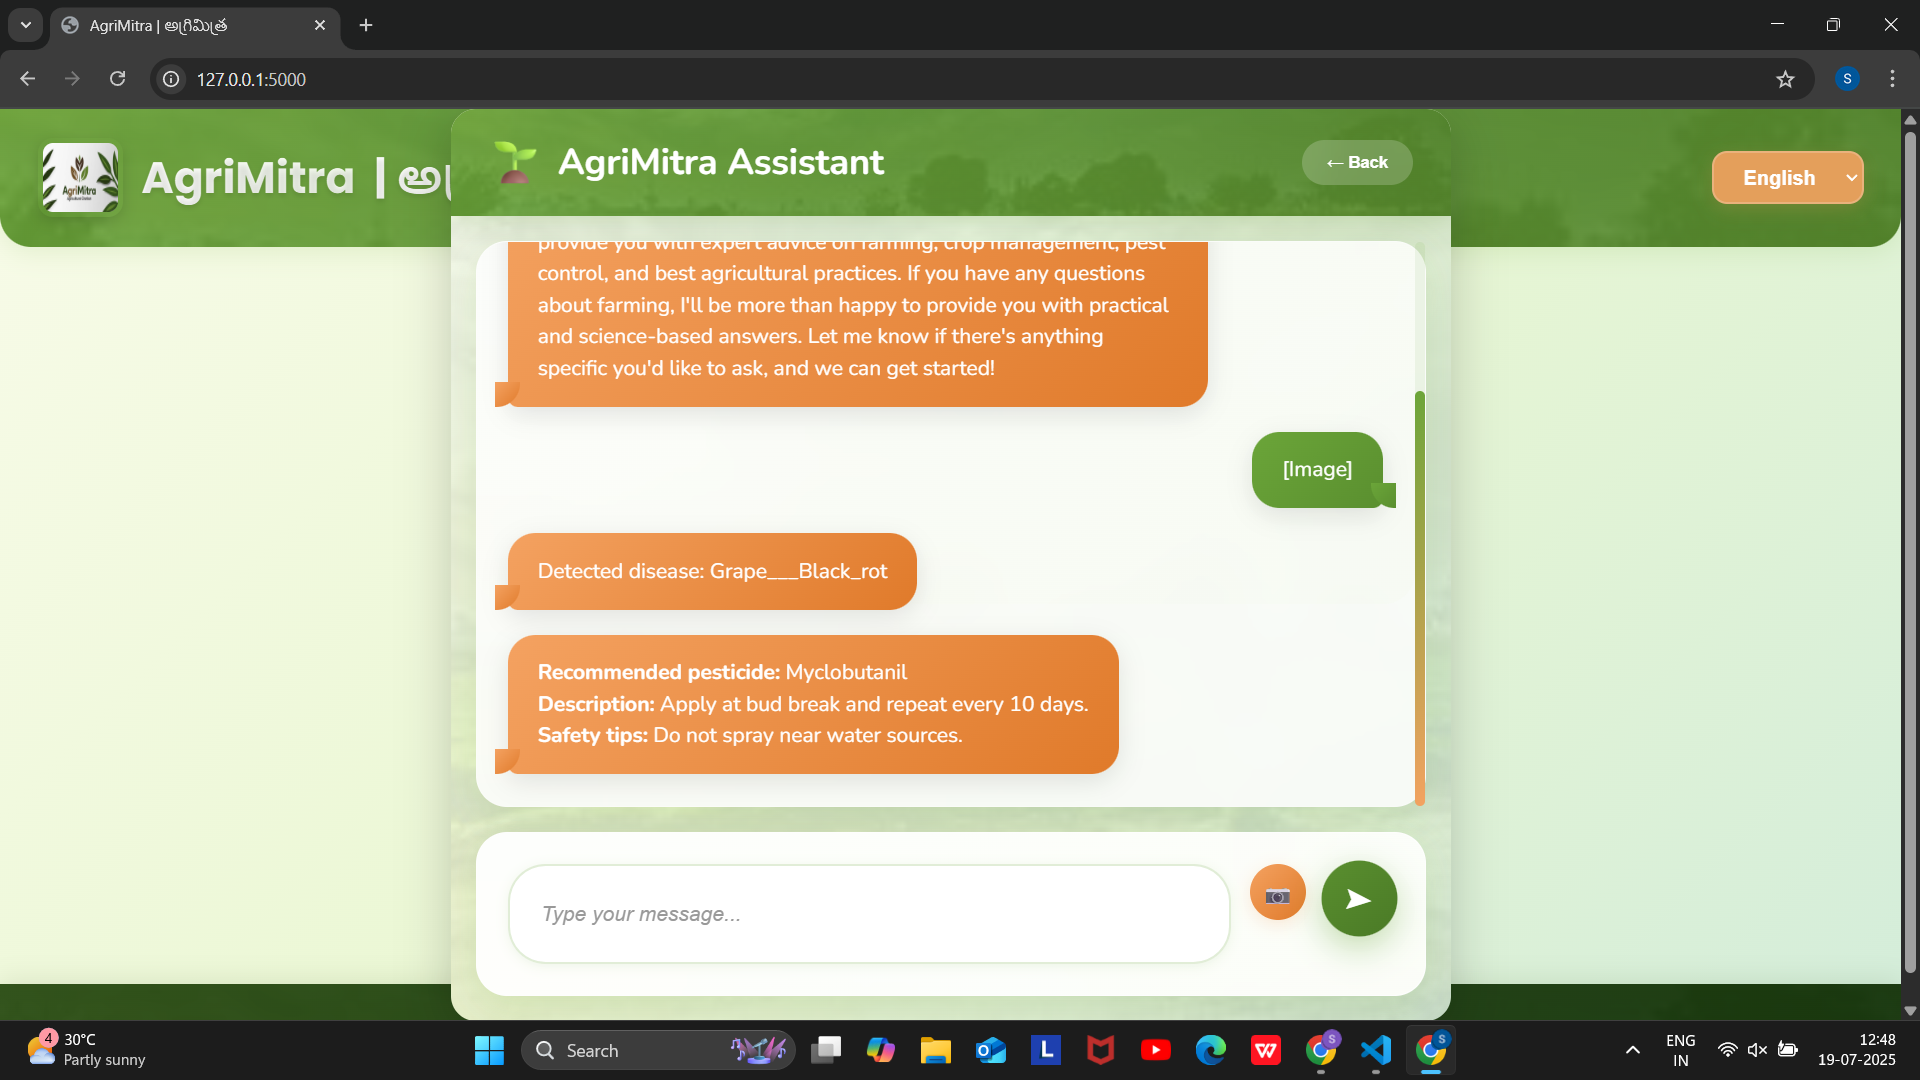 AgriMitra | అగ్రిమిత్ర
127.0.0.1:5000
S
AgriMitra
AgriMitra | అగ్
AgriMitra Assistant
← Back
English
provide you with expert advice on farming, crop management, pest
control, and best agricultural practices. If you have any questions
about farming, I'll be more than happy to provide you with practical
and science-based answers. Let me know if there's anything
specific you'd like to ask, and we can get started!
[Image]
Detected disease: Grape___Black_rot
Recommended pesticide: Myclobutanil
Description: Apply at bud break and repeat every 10 days.
Safety tips: Do not spray near water sources.
Type your message...
4
30°C
Partly sunny
Search
L
W
S
S
ENG
IN
12:48
19-07-2025